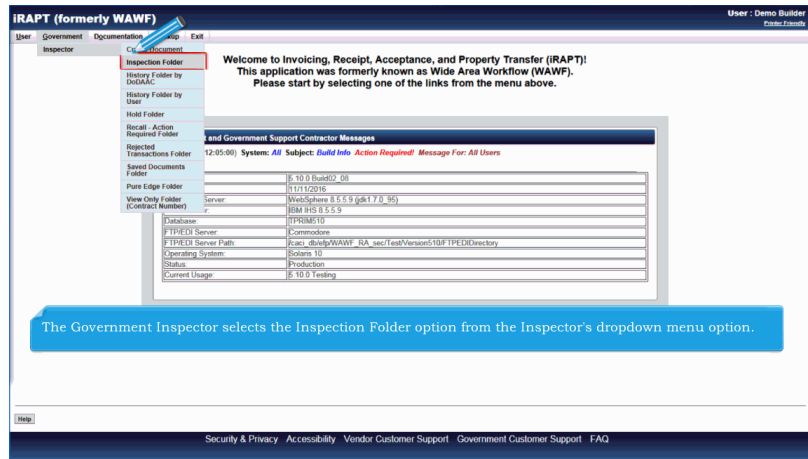 iRAPT (formerly WAWF)
User : Demo Builder
Printer Friendly
User Government Documentation Exit
Inspector
Document
Inspection Folder
History Folder by
DoDAAC
History Folder by
User
Hold Folder
Recall - Action
Required Folder
Rejected
Transactions Folder
Saved Documents
Folder
Pure Edge Folder
View Only Folder
(Contract Number)
Welcome to Invoicing, Receipt, Acceptance, and Property Transfer (iRAPT)!
This application was formerly known as Wide Area Workflow (WAWF).
Please start by selecting one of the links from the menu above.
and Government Support Contractor Messages
12:05:00) System: All Subject: Build Info Action Required! Message For: All Users
5.10.0 Build02_08
11/11/2016
Server: WebSphere 8.5.5.9 (jdk1.7.0_95)
IBM IHS 8.5.5.9
Database: TPRIM510
FTP/EDI Server: Commodore
FTP/EDI Server Path: /caci_db/efp/WAWF_RA_sec/Test/Version510/FTPEDIDirectory
Operating System: Solaris 10
Status: Production
Current Usage: 5.10.0 Testing
The Government Inspector selects the Inspection Folder option from the Inspector's dropdown menu option.
Help
Security & Privacy Accessibility Vendor Customer Support Government Customer Support FAQ